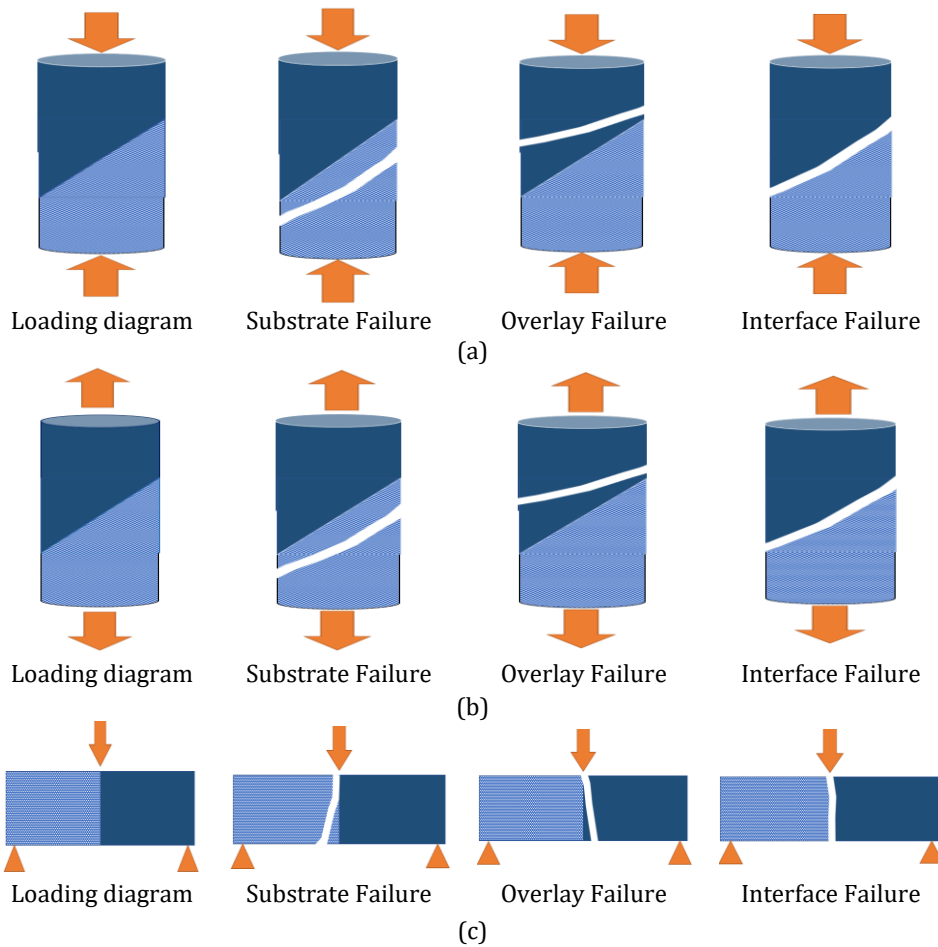 Loading diagram Substrate Failure Overlay Failure Interface Failure
(a)
Loading diagram Substrate Failure Overlay Failure Interface Failure
(b)
Loading diagram Substrate Failure Overlay Failure Interface Failure
(c)